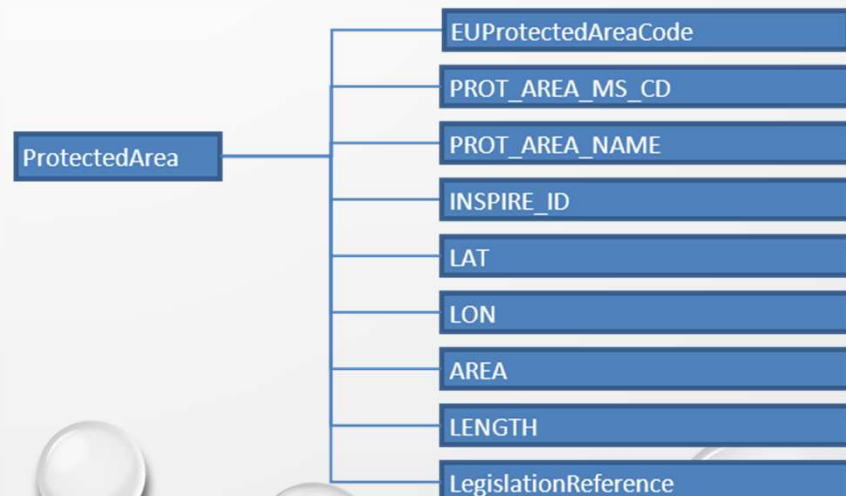 EUProtectedAreaCode
PROT_AREA_MS_CD
PROT_AREA_NAME
ProtectedArea
INSPIRE_ID
LAT
LON
AREA
LENGTH
LegislationReference